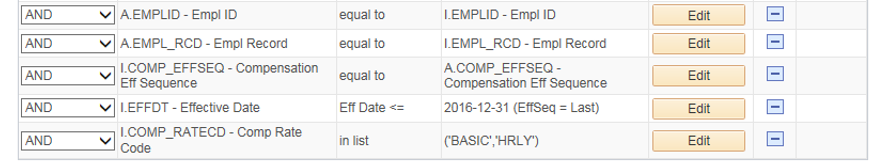 AND A.EMPLID - Empl ID equal to I.EMPLID - Empl ID Edit
AND A.EMPL_RCD - Empl Record equal to I.EMPL_RCD - Empl Record Edit
AND I.COMP_EFFSEQ - Compensation Eff Sequence equal to A.COMP_EFFSEQ - Compensation Eff Sequence Edit
AND I.EFFDT - Effective Date Eff Date <= 2016-12-31 (EffSeq = Last) Edit
AND I.COMP_RATECD - Comp Rate Code in list ('BASIC','HRLY') Edit